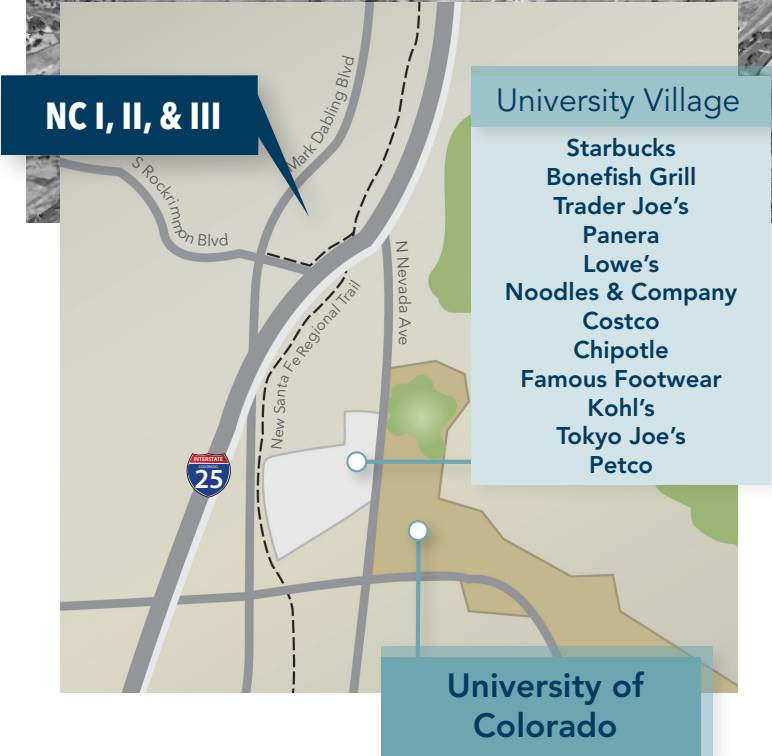 NC I, II, & III
Mark Dabling Blvd
S Rockrimmon Blvd
N Nevada Ave
New Santa Fe Regional Trail
INTERSTATE
COLORADO
25
University Village
Starbucks
Bonefish Grill
Trader Joe's
Panera
Lowe's
Noodles & Company
Costco
Chipotle
Famous Footwear
Kohl's
Tokyo Joe's
Petco
University of
Colorado